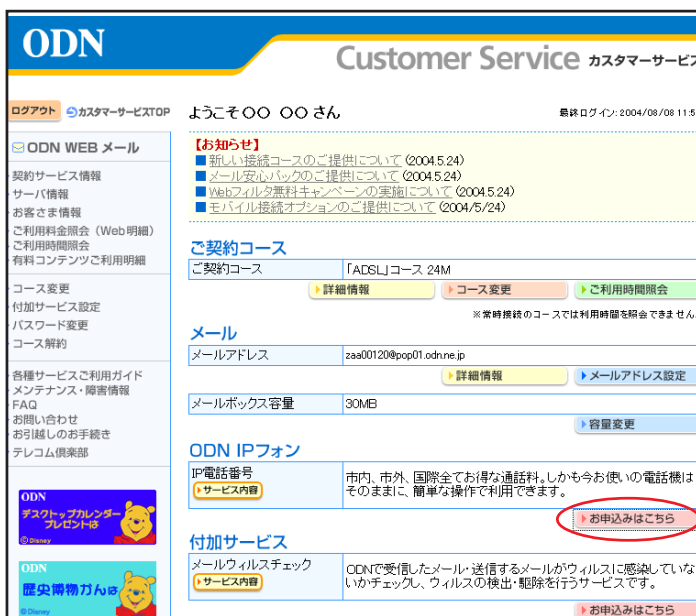 ODN
Customer Service カスタマーサービス
ログアウト カスタマーサービスTOP
ようこそ〇〇 〇〇 さん
最終ログイン:2004/08/08 11:5
ODN WEB メール
契約サービス情報
サーバ情報
お客さま情報
ご利用料金照会（Web明細）
ご利用時間照会
有料コンテンツご利用明細
コース変更
付加サービス設定
パスワード変更
コース解約
各種サービスご利用ガイド
メンテナンス・障害情報
FAQ
お問い合わせ
お引越しのお手続き
テレコム倶楽部
ODN
デスクトップカレンダー
プレゼントは
©Disney
ODN
歴史博物がんは
©Disney
【お知らせ】
■新しい接続コースのご提供について (2004.5.24)
■メール安心パックのご提供について (2004.5.24)
■Webフィルタ無料キャンペーンの実施について (2004.5.24)
■モバイル接続オプションのご提供について (2004/5/24)
ご契約コース
ご契約コース 「ADSL」コース 24M
詳細情報 コース変更 ご利用時間照会
※常時接続のコースでは利用時間を照会できません
メール
メールアドレス zaa00120@pop01.odn.ne.jp
詳細情報 メールアドレス設定
メールボックス容量 30MB
容量変更
ODN IPフォン
IP電話番号
サービス内容
市内、市外、国際全てお得な通話料。しかも今お使いの電話機は
そのままに、簡単な操作で利用できます。
お申込みはこちら
付加サービス
メールウィルスチェック
サービス内容
ODNで受信したメール・送信するメールがウィルスに感染していな
いかチェックし、ウィルスの検出・駆除を行うサービスです。
お申込みはこちら